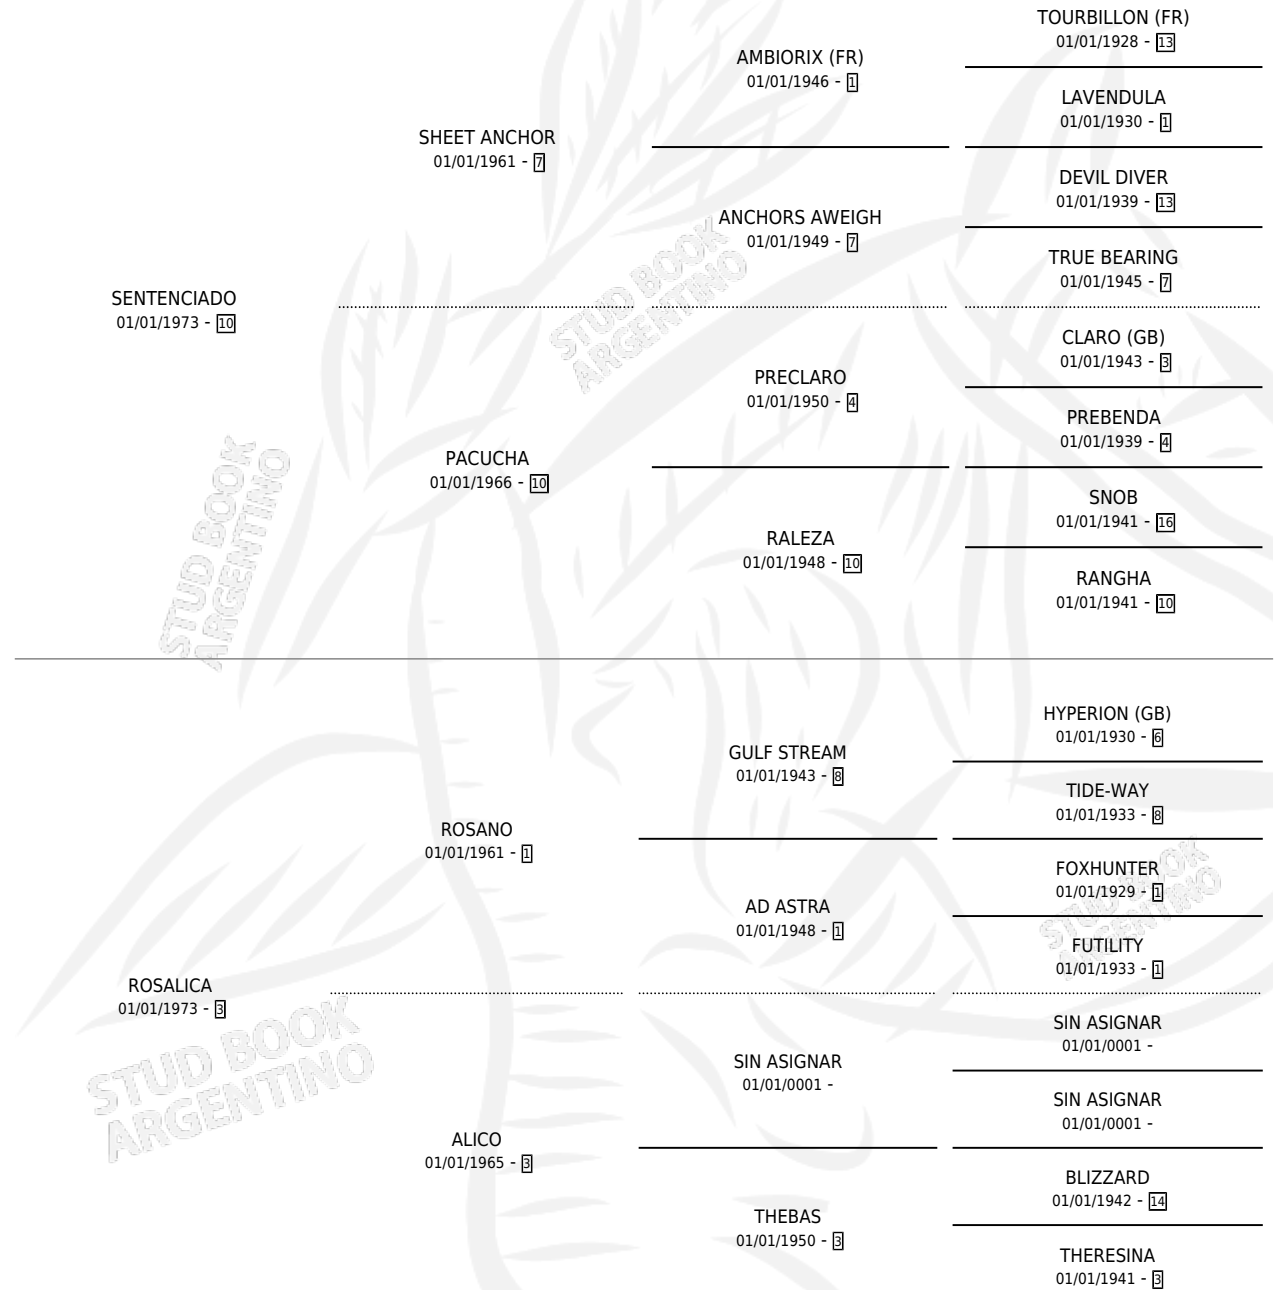 TOURBILLON (FR)
01/01/1928 - 13
AMBIORIX (FR)
01/01/1946 - 1
LAVENDULA
01/01/1930 - 1
SHEET ANCHOR
01/01/1961 - 7
DEVIL DIVER
01/01/1939 - 13
ANCHORS AWEIGH
01/01/1949 - 7
TRUE BEARING
01/01/1945 - 7
SENTENCIADO
01/01/1973 - 10
CLARO (GB)
01/01/1943 - 3
PRECLARO
01/01/1950 - 4
PREBENDA
01/01/1939 - 4
PACUCHA
01/01/1966 - 10
SNOB
01/01/1941 - 16
RALEZA
01/01/1948 - 10
RANGHA
01/01/1941 - 10
HYPERION (GB)
01/01/1930 - 6
GULF STREAM
01/01/1943 - 8
TIDE-WAY
01/01/1933 - 8
ROSANO
01/01/1961 - 1
FOXHUNTER
01/01/1929 - 1
AD ASTRA
01/01/1948 - 1
FUTILITY
01/01/1933 - 1
ROSALICA
01/01/1973 - 3
SIN ASIGNAR
01/01/0001 -
SIN ASIGNAR
01/01/0001 -
SIN ASIGNAR
01/01/0001 -
ALICO
01/01/1965 - 3
BLIZZARD
01/01/1942 - 14
THEBAS
01/01/1950 - 3
THERESINA
01/01/1941 - 3
STUD BOOK
ARGENTINO
STUD BOOK
ARGENTINO
STUD BOOK
ARGENTINO
STUD BOOK
ARGENTINO